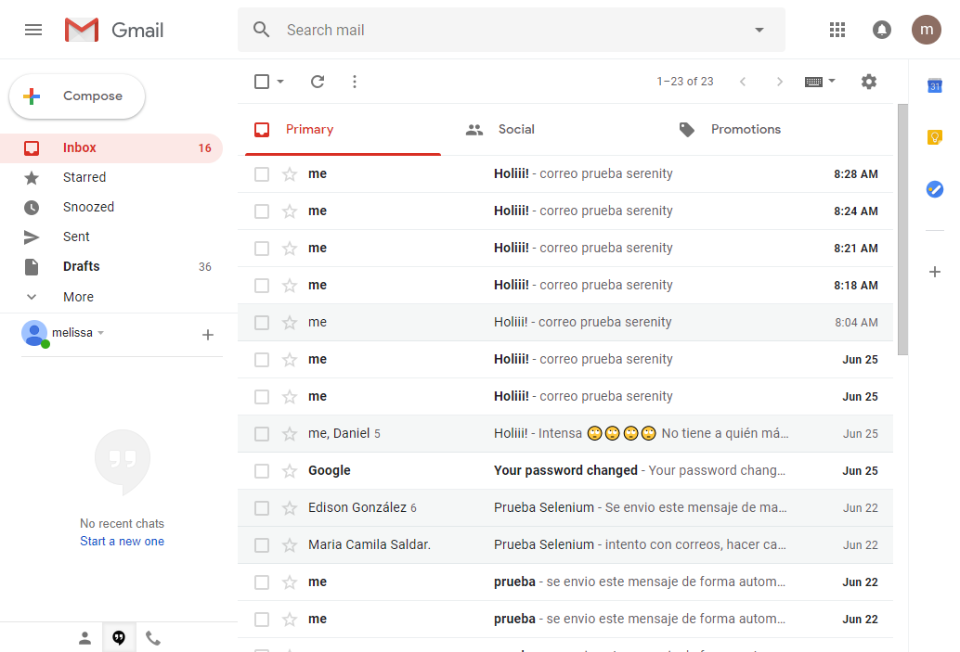 Gmail
Search mail
m
Compose
1–23 of 23
31
Primary
Social
Promotions
Inbox 16
Starred
Snoozed
Sent
Drafts 36
More
melissa
No recent chats
Start a new one
me Holiii! - correo prueba serenity 8:28 AM
me Holiii! - correo prueba serenity 8:24 AM
me Holiii! - correo prueba serenity 8:21 AM
me Holiii! - correo prueba serenity 8:18 AM
me Holiii! - correo prueba serenity 8:04 AM
me Holiii! - correo prueba serenity Jun 25
me Holiii! - correo prueba serenity Jun 25
me, Daniel 5 Holiii! - Intensa 🙄🙄🙄🙄 No tiene a quién má… Jun 25
Google Your password changed - Your password chang… Jun 25
Edison González 6 Prueba Selenium - Se envio este mensaje de ma… Jun 22
Maria Camila Saldar. Prueba Selenium - intento con correos, hacer ca… Jun 22
me prueba - se envio este mensaje de forma autom… Jun 22
me prueba - se envio este mensaje de forma autom… Jun 22